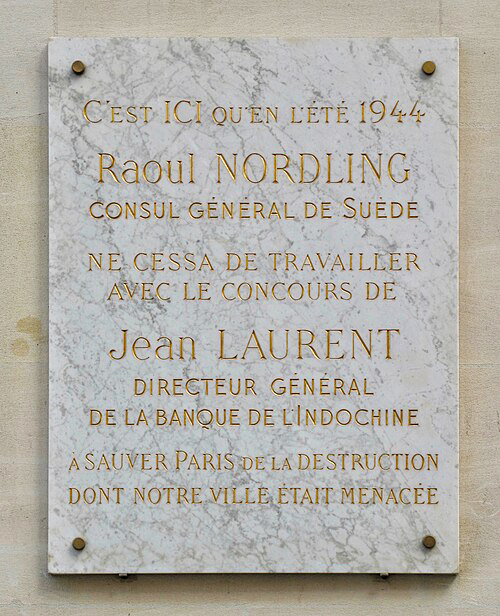 C'EST ICI QU'EN L'ÉTÉ 1944
Raoul NORDLING
CONSUL GÉNÉRAL DE SUÈDE
NE CESSA DE TRAVAILLER
AVEC LE CONCOURS DE
Jean LAURENT
DIRECTEUR GÉNÉRAL
DE LA BANQUE DE L'INDOCHINE
À SAUVER PARIS DE LA DESTRUCTION
DONT NOTRE VILLE ÉTAIT MENACÉE